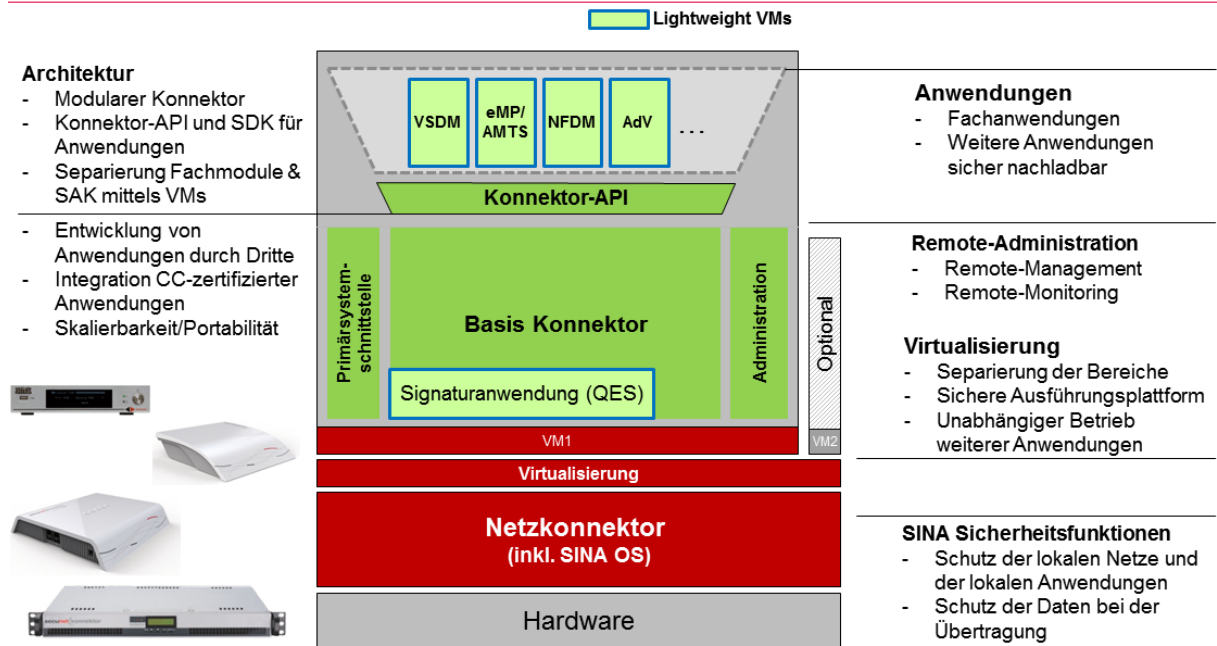 Lightweight VMs
Architektur
- Modularer Konnektor
- Konnektor-API und SDK für
Anwendungen
- Separierung Fachmodule &
SAK mittels VMs
- Entwicklung von
Anwendungen durch Dritte
- Integration CC-zertifizierter
Anwendungen
- Skalierbarkeit/Portabilität
VSDM
eMP/
AMTS
NFDM
AdV
. . .
Konnektor-API
Primärsystem-
schnittstelle
Basis Konnektor
Signaturanwendung (QES)
Administration
Optional
VM1
VM2
Virtualisierung
Netzkonnektor
(inkl. SINA OS)
Hardware
Anwendungen
- Fachanwendungen
- Weitere Anwendungen
sicher nachladbar
Remote-Administration
- Remote-Management
- Remote-Monitoring
Virtualisierung
- Separierung der Bereiche
- Sichere Ausführungsplattform
- Unabhängiger Betrieb
weiterer Anwendungen
SINA Sicherheitsfunktionen
- Schutz der lokalen Netze und
der lokalen Anwendungen
- Schutz der Daten bei der
Übertragung
secunet konnektor